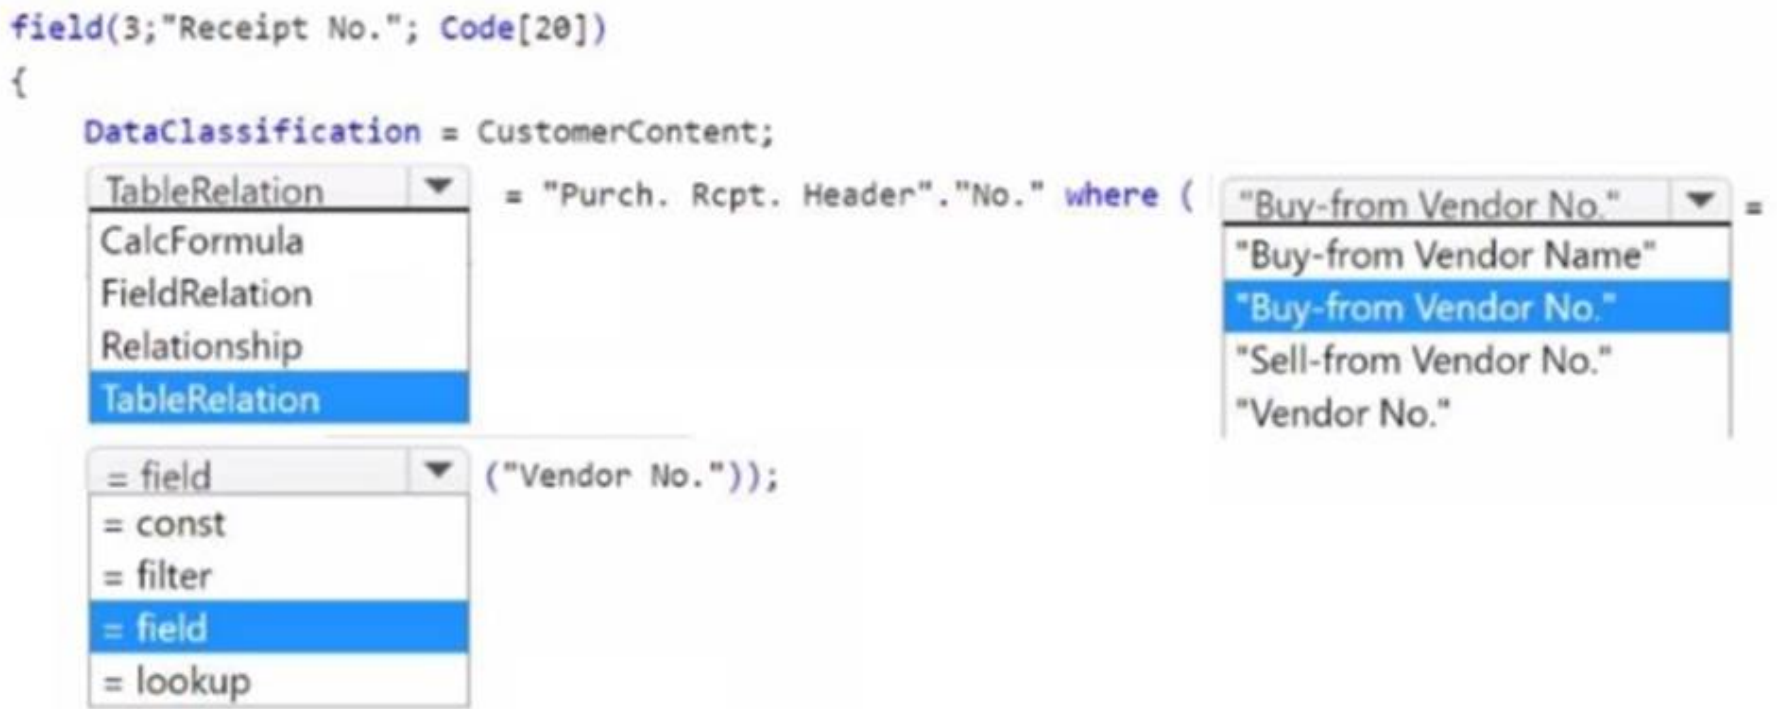 field(3;"Receipt No."; Code[20])
{
DataClassification = CustomerContent;
TableRelation = "Purch. Rcpt. Header"."No." where ( "Buy-from Vendor No." =
CalcFormula
FieldRelation
Relationship
TableRelation
"Buy-from Vendor Name"
"Buy-from Vendor No."
"Sell-from Vendor No."
"Vendor No."
= field ("Vendor No."));
= const
= filter
= field
= lookup